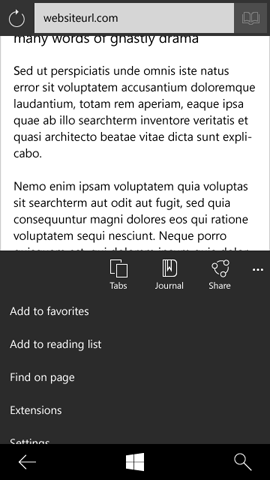 websiteurl.com
many words of ghastly drama
Sed ut perspiciatis unde omnis iste natus
error sit voluptatem accusantium doloremque
laudantium, totam rem aperiam, eaque ipsa
quae ab illo searchterm inventore veritatis et
quasi architecto beatae vitae dicta sunt expli-
cabo.
Nemo enim ipsam voluptatem quia voluptas
sit searchterm aut odit aut fugit, sed quia
consequuntur magni dolores eos qui ratione
voluptatem sequi nesciunt. Neque porro
Tabs
Journal
Share
Add to favorites
Add to reading list
Find on page
Extensions
Settings